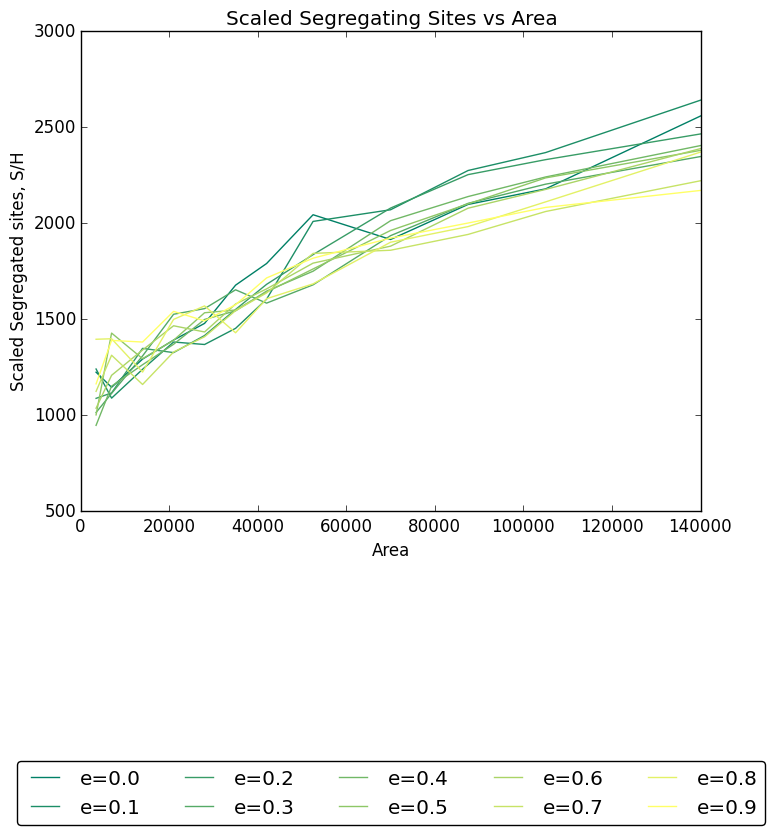 Scaled Segregating Sites vs Area
3000
2500
2000
1500
1000
500
Scaled Segregated sites, S/H
0 20000 40000 60000 80000 100000 120000 140000
Area
e=0.0 e=0.2 e=0.4 e=0.6 e=0.8
e=0.1 e=0.3 e=0.5 e=0.7 e=0.9